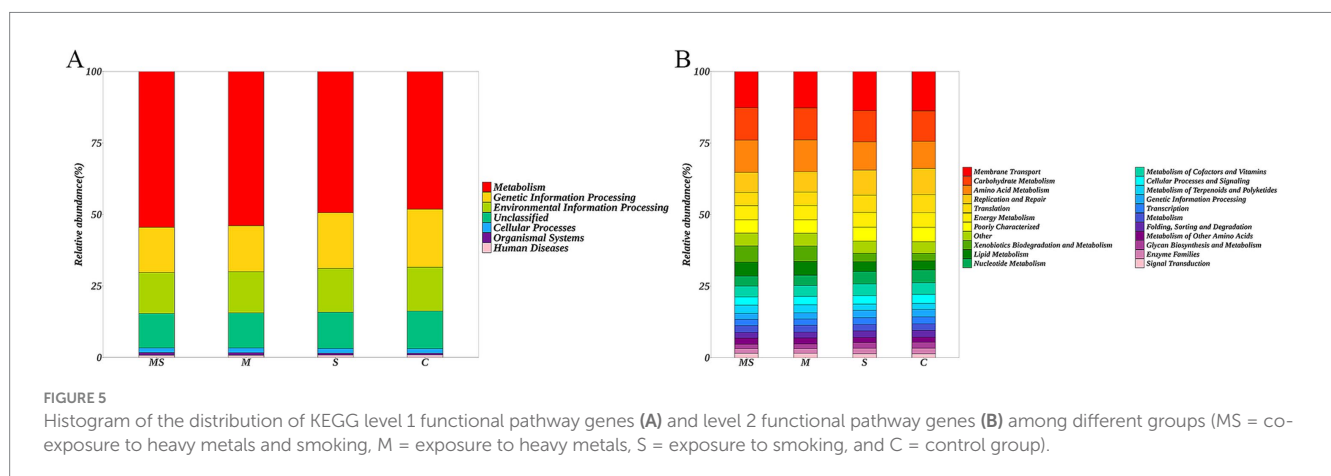 A
100
75
50
25
0
Relative abundance(%)
MS
M
S
C
Metabolism
Genetic Information Processing
Environmental Information Processing
Unclassified
Cellular Processes
Organismal Systems
Human Diseases
B
100
75
50
25
0
Relative abundance(%)
MS
M
S
C
Membrane Transport
Carbohydrate Metabolism
Amino Acid Metabolism
Replication and Repair
Translation
Energy Metabolism
Poorly Characterized
Other
Xenobiotics Biodegradation and Metabolism
Lipid Metabolism
Nucleotide Metabolism
Metabolism of Cofactors and Vitamins
Cellular Processes and Signaling
Metabolism of Terpenoids and Polyketides
Genetic Information Processing
Transcription
Metabolism
Folding, Sorting and Degradation
Metabolism of Other Amino Acids
Glycan Biosynthesis and Metabolism
Enzyme Families
Signal Transduction
FIGURE 5
Histogram of the distribution of KEGG level 1 functional pathway genes (A) and level 2 functional pathway genes (B) among different groups (MS = co-
exposure to heavy metals and smoking, M = exposure to heavy metals, S = exposure to smoking, and C = control group).